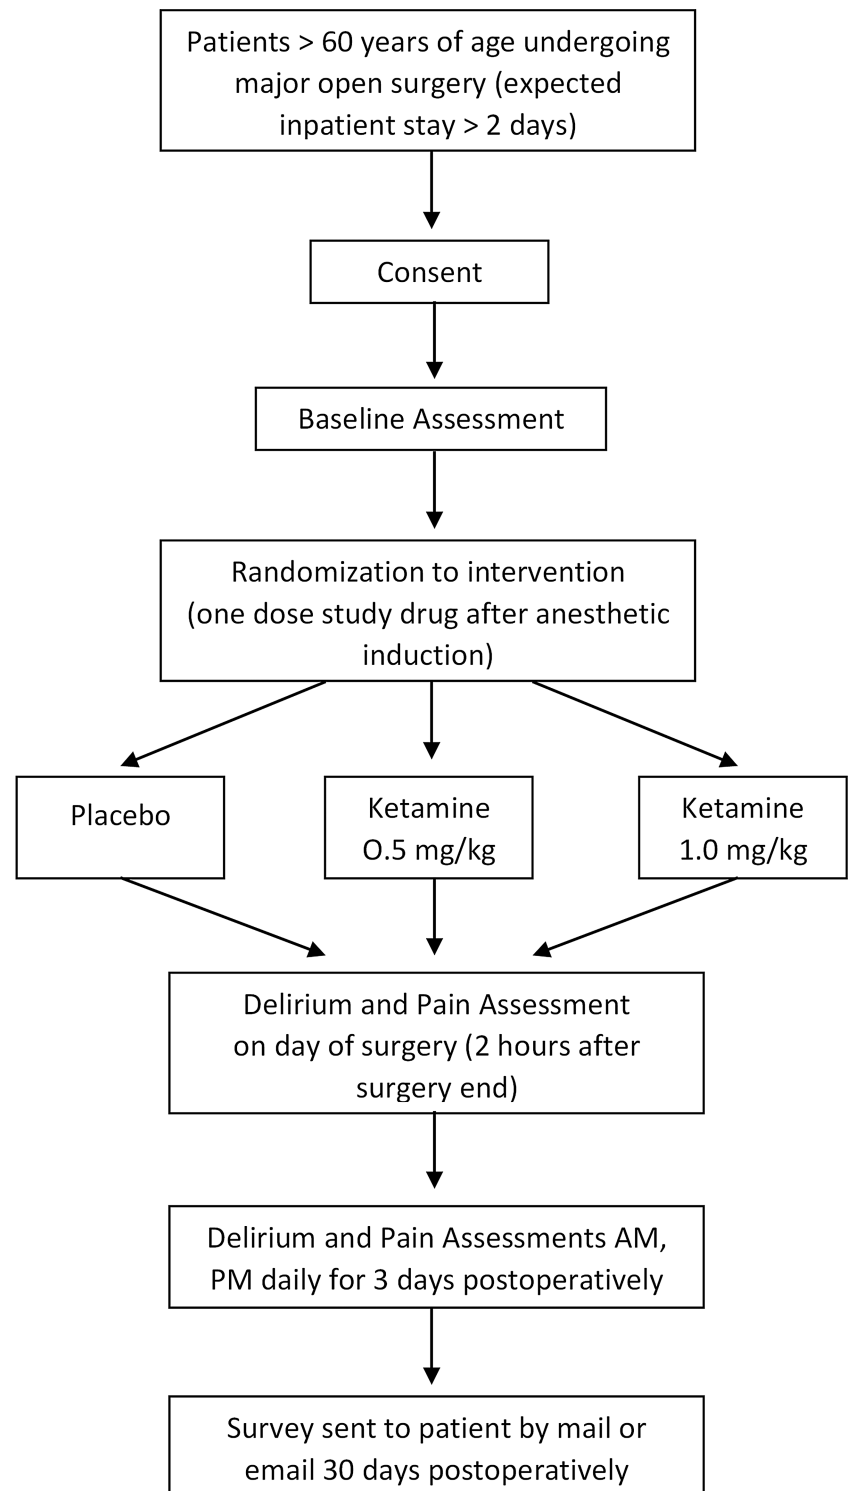 Patients > 60 years of age undergoing
major open surgery (expected
inpatient stay > 2 days)
Consent
Baseline Assessment
Randomization to intervention
(one dose study drug after anesthetic
induction)
Placebo
Ketamine
O.5 mg/kg
Ketamine
1.0 mg/kg
Delirium and Pain Assessment
on day of surgery (2 hours after
surgery end)
Delirium and Pain Assessments AM,
PM daily for 3 days postoperatively
Survey sent to patient by mail or
email 30 days postoperatively